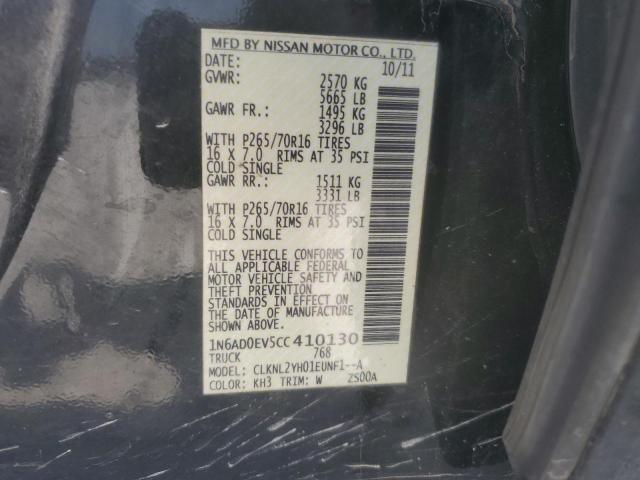 MFD BY NISSAN MOTOR CO., LTD.
DATE: 10/11
GVWR: 2570 KG
5665 LB
GAWR FR.: 1495 KG
3296 LB
WITH P265/70R16 TIRES
16 X 7.0 RIMS AT 35 PSI
COLD SINGLE
GAWR RR.: 1511 KG
3331 LB
WITH P265/70R16 TIRES
16 X 7.0 RIMS AT 35 PSI
COLD SINGLE
THIS VEHICLE CONFORMS TO
ALL APPLICABLE FEDERAL
MOTOR VEHICLE SAFETY AND
THEFT PREVENTION
STANDARDS IN EFFECT ON
THE DATE OF MANUFACTURE
SHOWN ABOVE.
1N6AD0EV5CC410130
TRUCK 768
MODEL: CLKNL2YH01EUNF1--A
COLOR: KH3 TRIM: W ZS00A